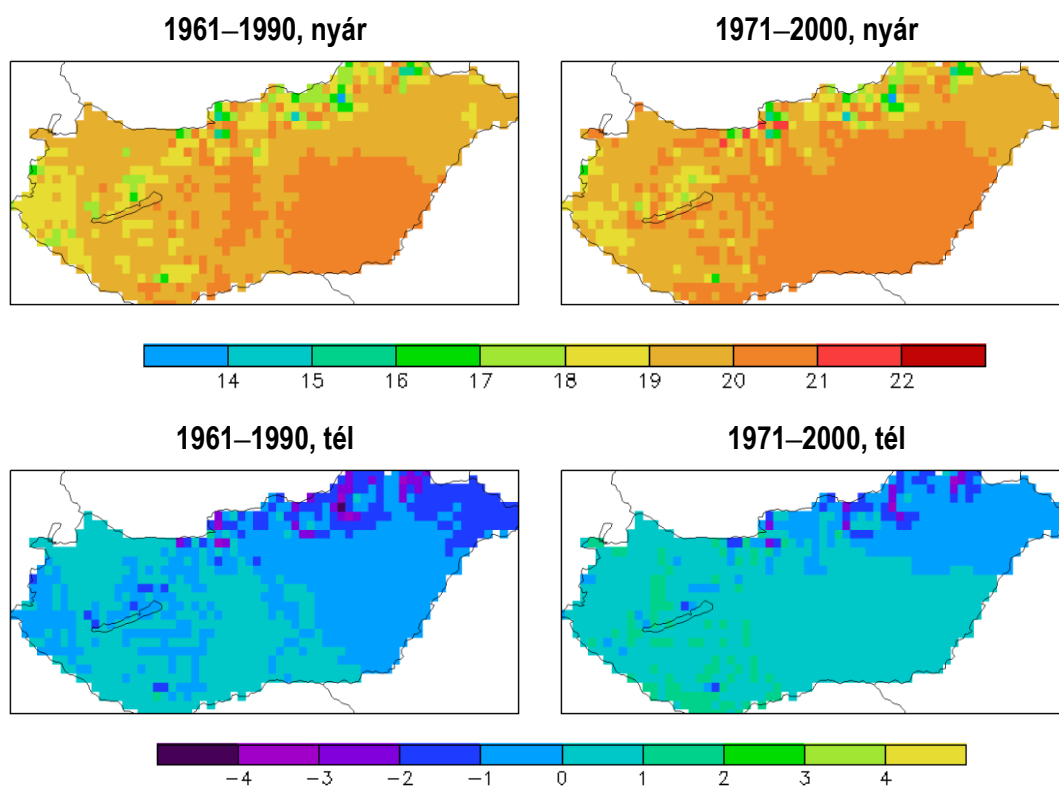 1961–1990, nyár 1971–2000, nyár
14 15 16 17 18 19 20 21 22
1961–1990, tél 1971–2000, tél
−4 −3 −2 −1 0 1 2 3 4